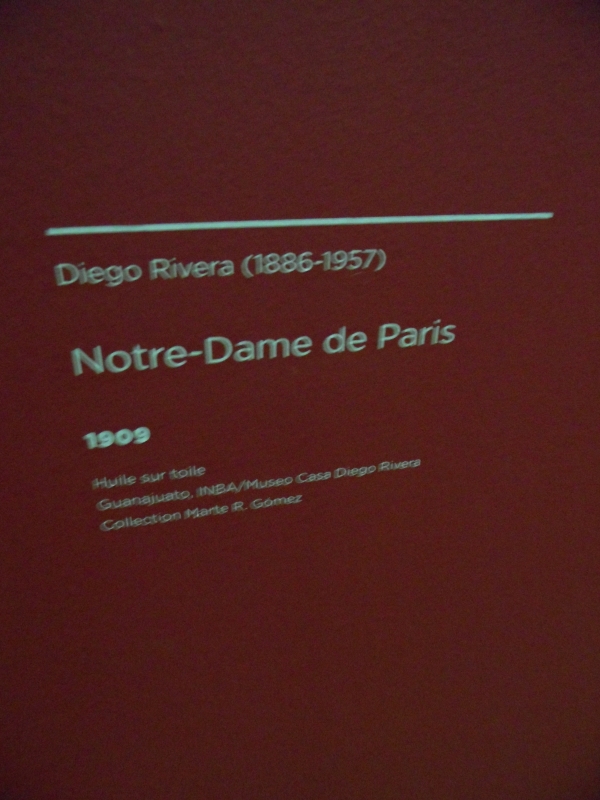 Diego Rivera (1886-1957)
Notre-Dame de Paris
1909
Huile sur toile
Guanajuato, INBA/Museo Casa Diego Rivera
Collection Marte R. Gómez